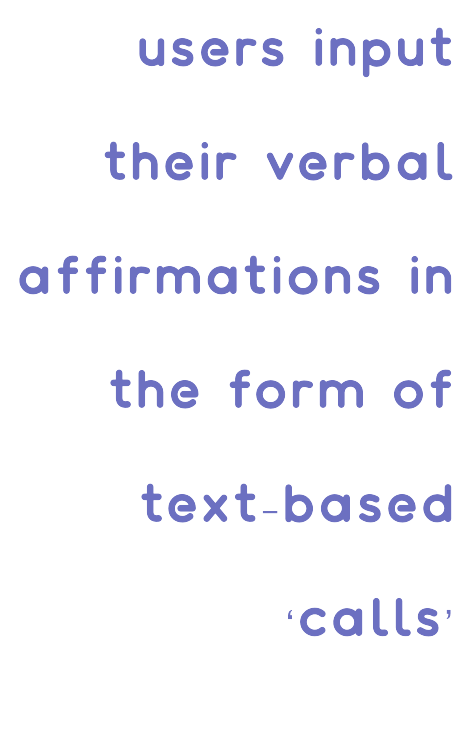 users input
their verbal
affirmations in
the form of
text-based
‘calls’